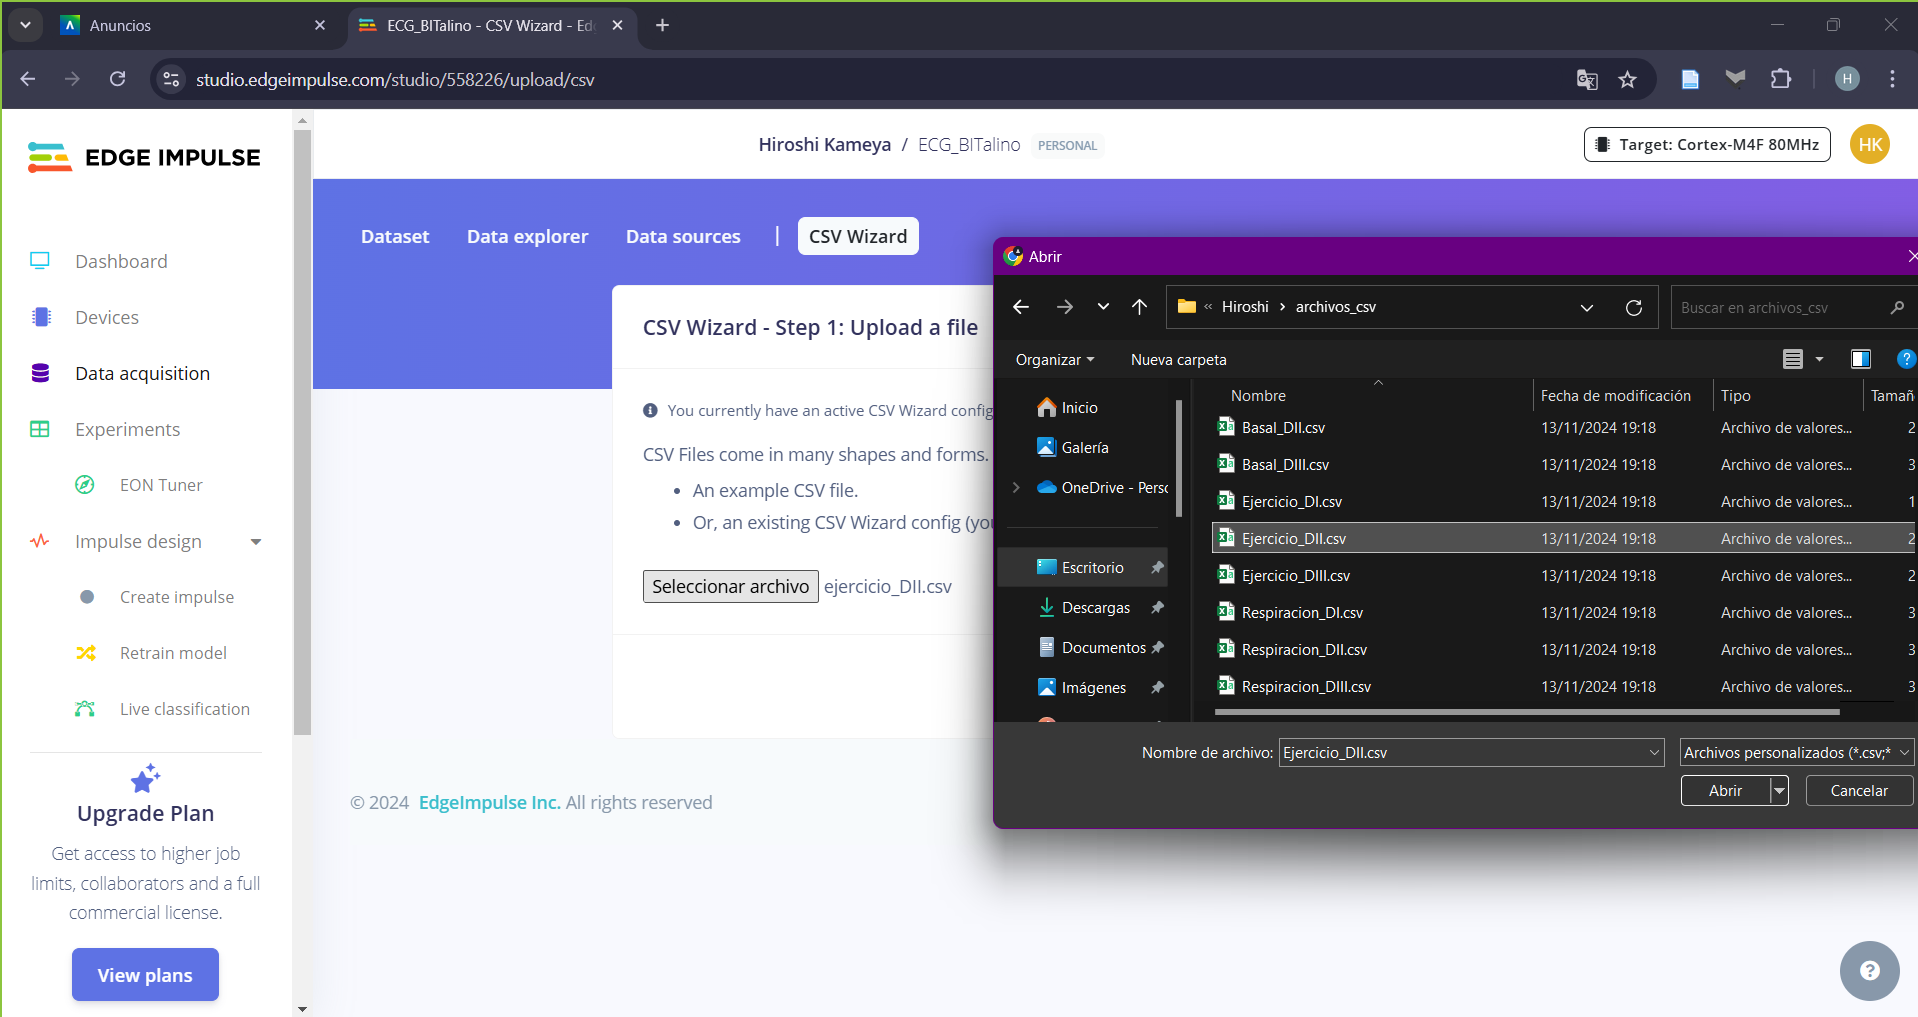 Anuncios
ECG_BITalino - CSV Wizard - Ed
studio.edgeimpulse.com/studio/558226/upload/csv
H
EDGE IMPULSE
Hiroshi Kameya / ECG_BITalino PERSONAL
Target: Cortex-M4F 80MHz
HK
Dashboard
Devices
Data acquisition
Experiments
EON Tuner
Impulse design
Create impulse
Retrain model
Live classification
Upgrade Plan
Get access to higher job
limits, collaborators and a full
commercial license.
View plans
Dataset
Data explorer
Data sources
|
CSV Wizard
CSV Wizard - Step 1: Upload a file
You currently have an active CSV Wizard config
CSV Files come in many shapes and forms.
• An example CSV file.
• Or, an existing CSV Wizard config (you
Seleccionar archivo ejercicio_DII.csv
© 2024 EdgeImpulse Inc. All rights reserved
Abrir
« Hiroshi > archivos_csv
Buscar en archivos_csv
Organizar
Nueva carpeta
?
Inicio
Galería
OneDrive - Perso
Escritorio
Descargas
Documentos
Imágenes
Nombre Fecha de modificación Tipo Tamañ
Basal_DII.csv 13/11/2024 19:18 Archivo de valores... 2
Basal_DIII.csv 13/11/2024 19:18 Archivo de valores... 3
Ejercicio_DI.csv 13/11/2024 19:18 Archivo de valores... 1
Ejercicio_DII.csv 13/11/2024 19:18 Archivo de valores... 2
Ejercicio_DIII.csv 13/11/2024 19:18 Archivo de valores... 2
Respiracion_DI.csv 13/11/2024 19:18 Archivo de valores... 3
Respiracion_DII.csv 13/11/2024 19:18 Archivo de valores... 3
Respiracion_DIII.csv 13/11/2024 19:18 Archivo de valores... 3
Nombre de archivo: Ejercicio_DII.csv
Archivos personalizados (*.csv;*
Abrir
Cancelar
?